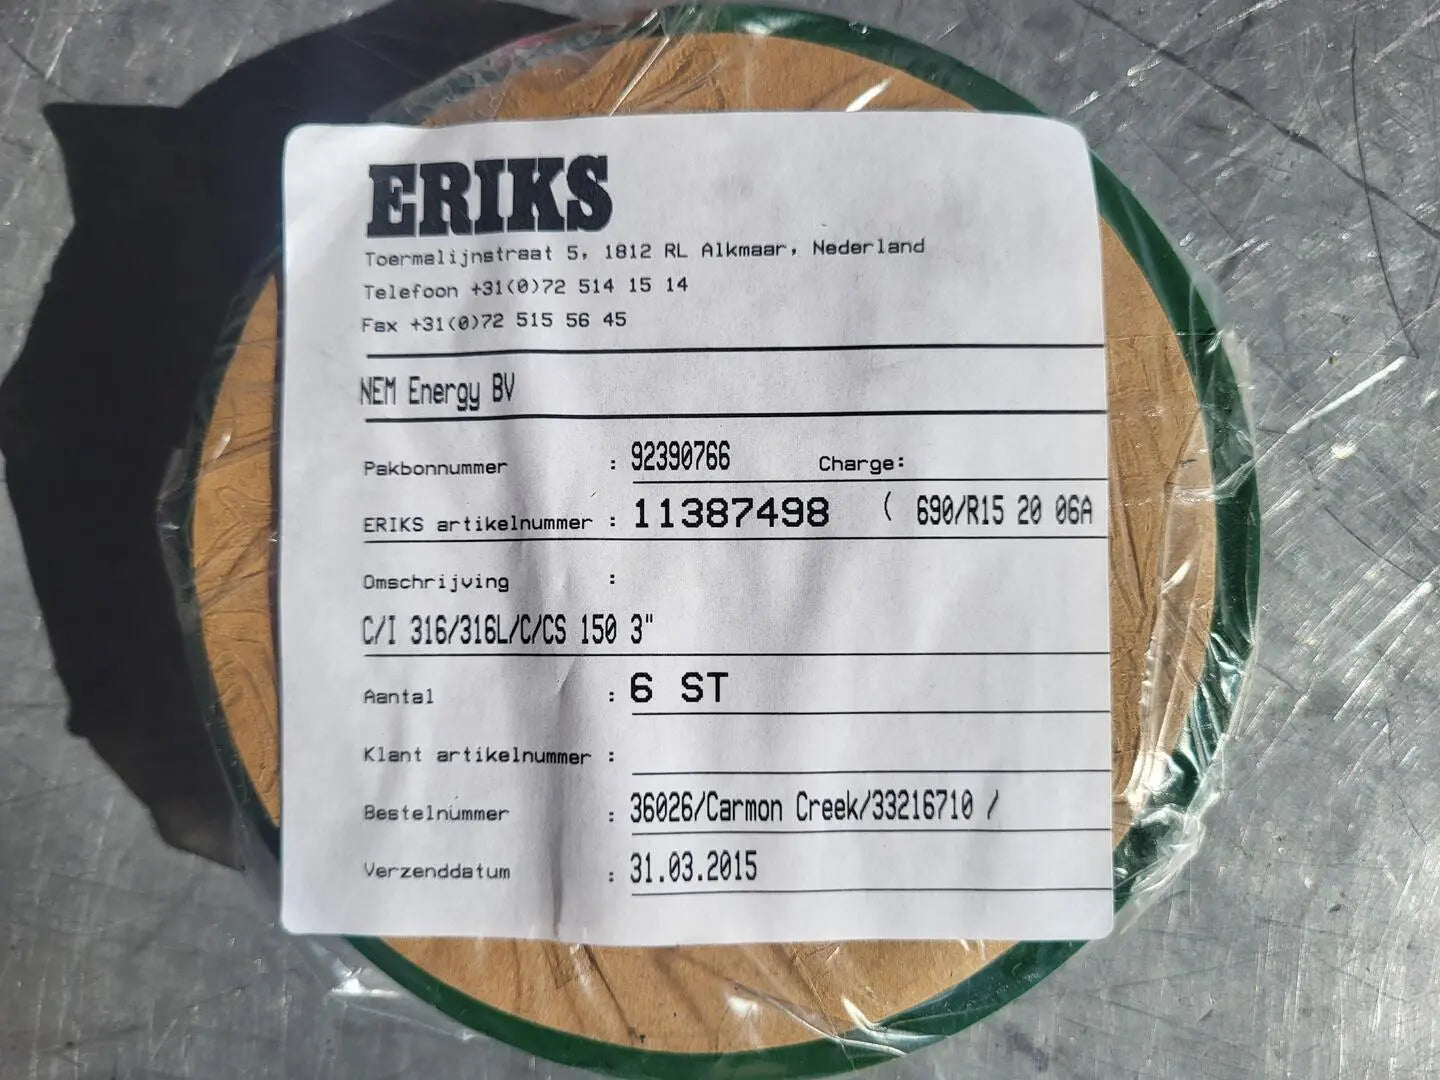 ERIKS
Toermalijnstraat 5, 1812 RL Alkmaar, Nederland
Telefoon +31(0)72 514 15 14
Fax +31(0)72 515 56 45
NEM Energy BV
Pakbonnummer : 92390766 Charge:
ERIKS artikelnummer : 11387498 ( 690/R15 20 06A
Omschrijving :
C/I 316/316L/C/CS 150 3"
Aantal : 6 ST
Klant artikelnummer :
Bestelnummer : 36026/Carmon Creek/33216710 /
Verzenddatum : 31.03.2015